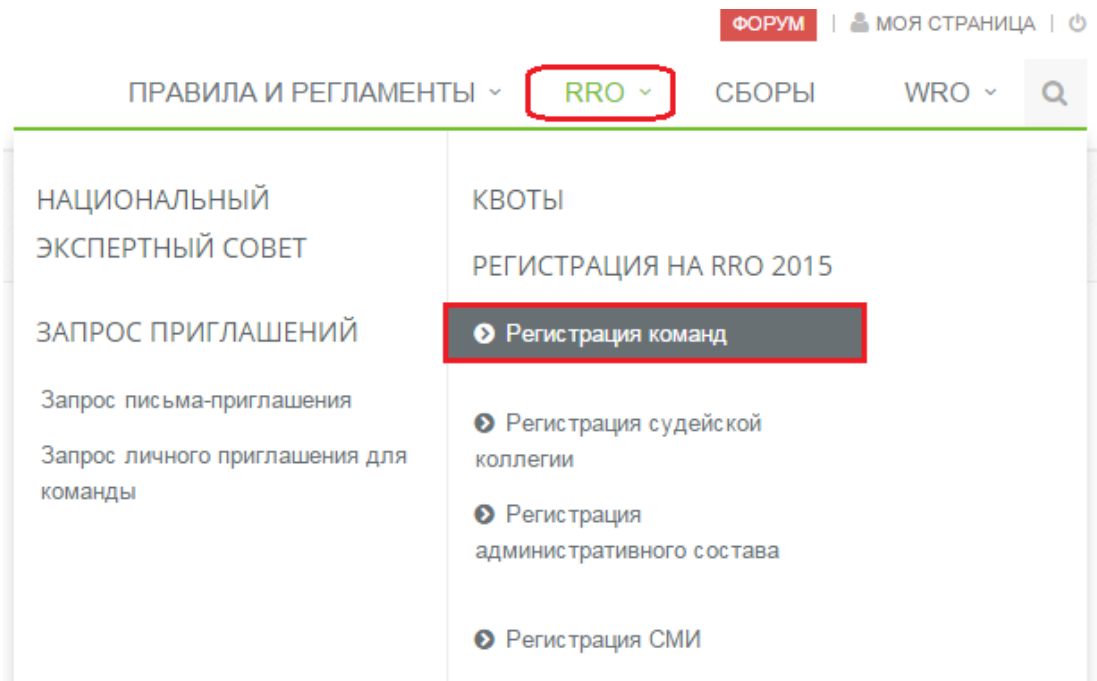 ФОРУМ | МОЯ СТРАНИЦА |
ПРАВИЛА И РЕГЛАМЕНТЫ RRO СБОРЫ WRO
НАЦИОНАЛЬНЫЙ
ЭКСПЕРТНЫЙ СОВЕТ
ЗАПРОС ПРИГЛАШЕНИЙ
Запрос письма-приглашения
Запрос личного приглашения для
команды
КВОТЫ
РЕГИСТРАЦИЯ НА RRO 2015
Регистрация команд
Регистрация судейской
коллегии
Регистрация
административного состава
Регистрация СМИ